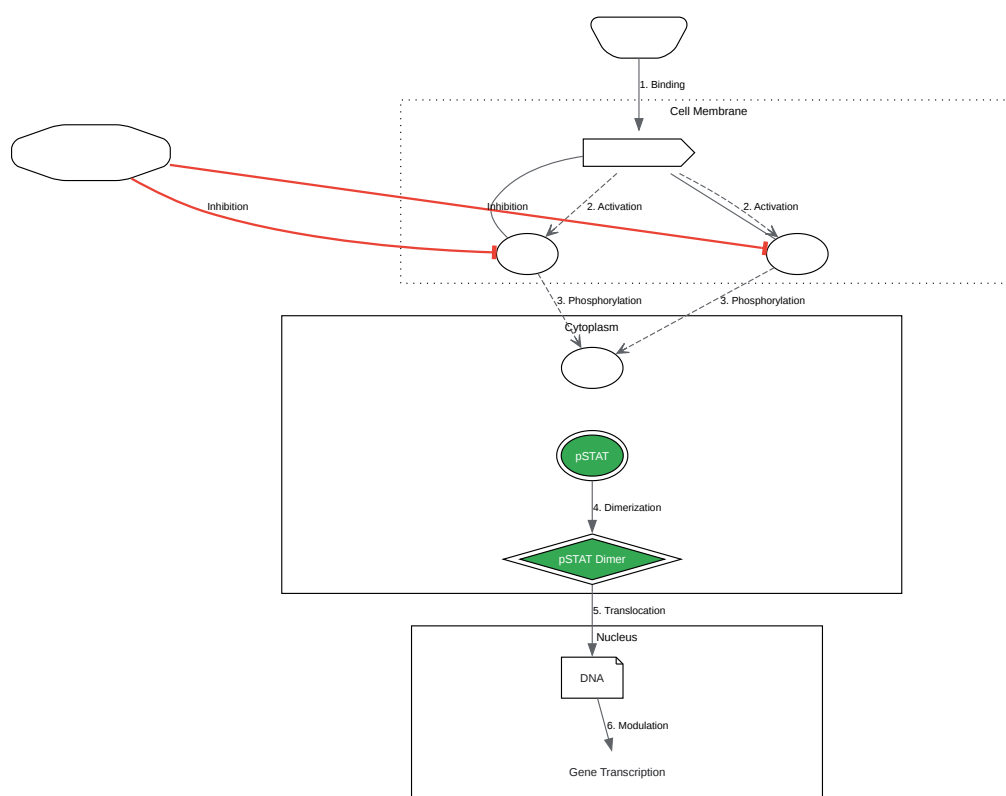 1. Binding
Cell Membrane
Inhibition
Inhibition
2. Activation
2. Activation
3. Phosphorylation
3. Phosphorylation
Cytoplasm
pSTAT
4. Dimerization
pSTAT Dimer
5. Translocation
Nucleus
DNA
6. Modulation
Gene Transcription